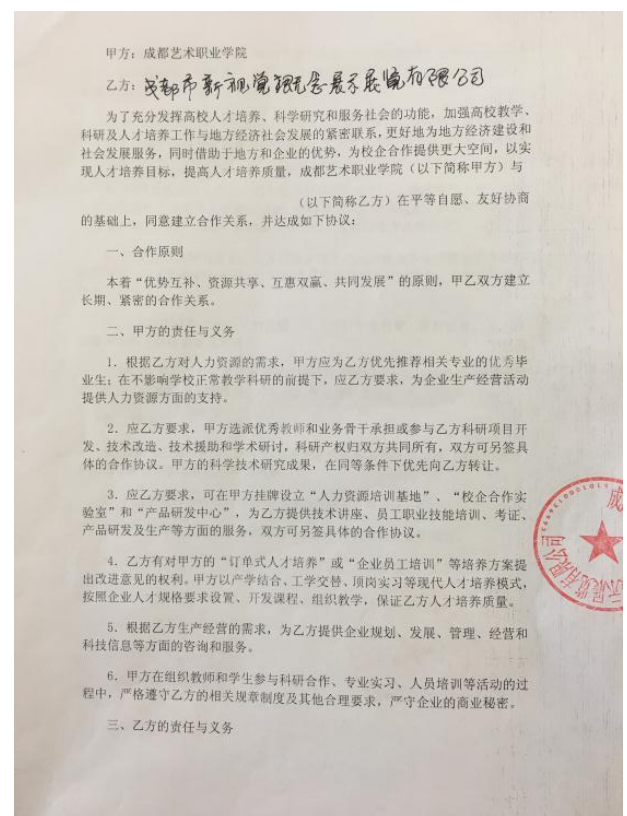 甲方：成都艺术职业学院
乙方：成都市新视觉观念展示展览有限公司
为了充分发挥高校人才培养、科学研究和服务社会的功能，加强高校教学、
科研及人才培养工作与地方经济社会发展的紧密联系，更好地为地方经济建设和
社会发展服务，同时借助于地方和企业的优势，为校企合作提供更大空间，以实
现人才培养目标，提高人才培养质量，成都艺术职业学院（以下简称甲方）与
（以下简称乙方）在平等自愿、友好协商
的基础上，同意建立合作关系，并达成如下协议：
一、合作原则
本着“优势互补、资源共享、互惠双赢、共同发展”的原则，甲乙双方建立
长期、紧密的合作关系。
二、甲方的责任与义务
1．根据乙方对人力资源的需求，甲方应为乙方优先推荐相关专业的优秀毕
业生；在不影响学校正常教学科研的前提下，应乙方要求，为企业生产经营活动
提供人力资源方面的支持。
2．应乙方要求，甲方选派优秀教师和业务骨干承担或参与乙方科研项目开
发、技术改造、技术援助和学术研讨，科研产权归双方共同所有，双方可另签具
体的合作协议。甲方的科学技术研究成果，在同等条件下优先向乙方转让。
3．应乙方要求，可在甲方挂牌设立“人力资源培训基地”、“校企合作实
验室”和“产品研发中心”，为乙方提供技术讲座、员工职业技能培训、考证、
产品研发及生产等方面的服务，双方可另签具体的合作协议。
4．乙方有对甲方的“订单式人才培养”或“企业员工培训”等培养方案提
出改进意见的权利。甲方以产学结合、工学交替、顶岗实习等现代人才培养模式，
按照企业人才规格要求设置、开发课程、组织教学，保证乙方人才培养质量。
5．根据乙方生产经营的需求，为乙方提供企业规划、发展、管理、经营和
科技信息等方面的咨询和服务。
6．甲方在组织教师和学生参与科研合作、专业实习、人员培训等活动的过
程中，严格遵守乙方的相关规章制度及其他合理要求，严守企业的商业秘密。
三、乙方的责任与义务
成
示展览有限公司